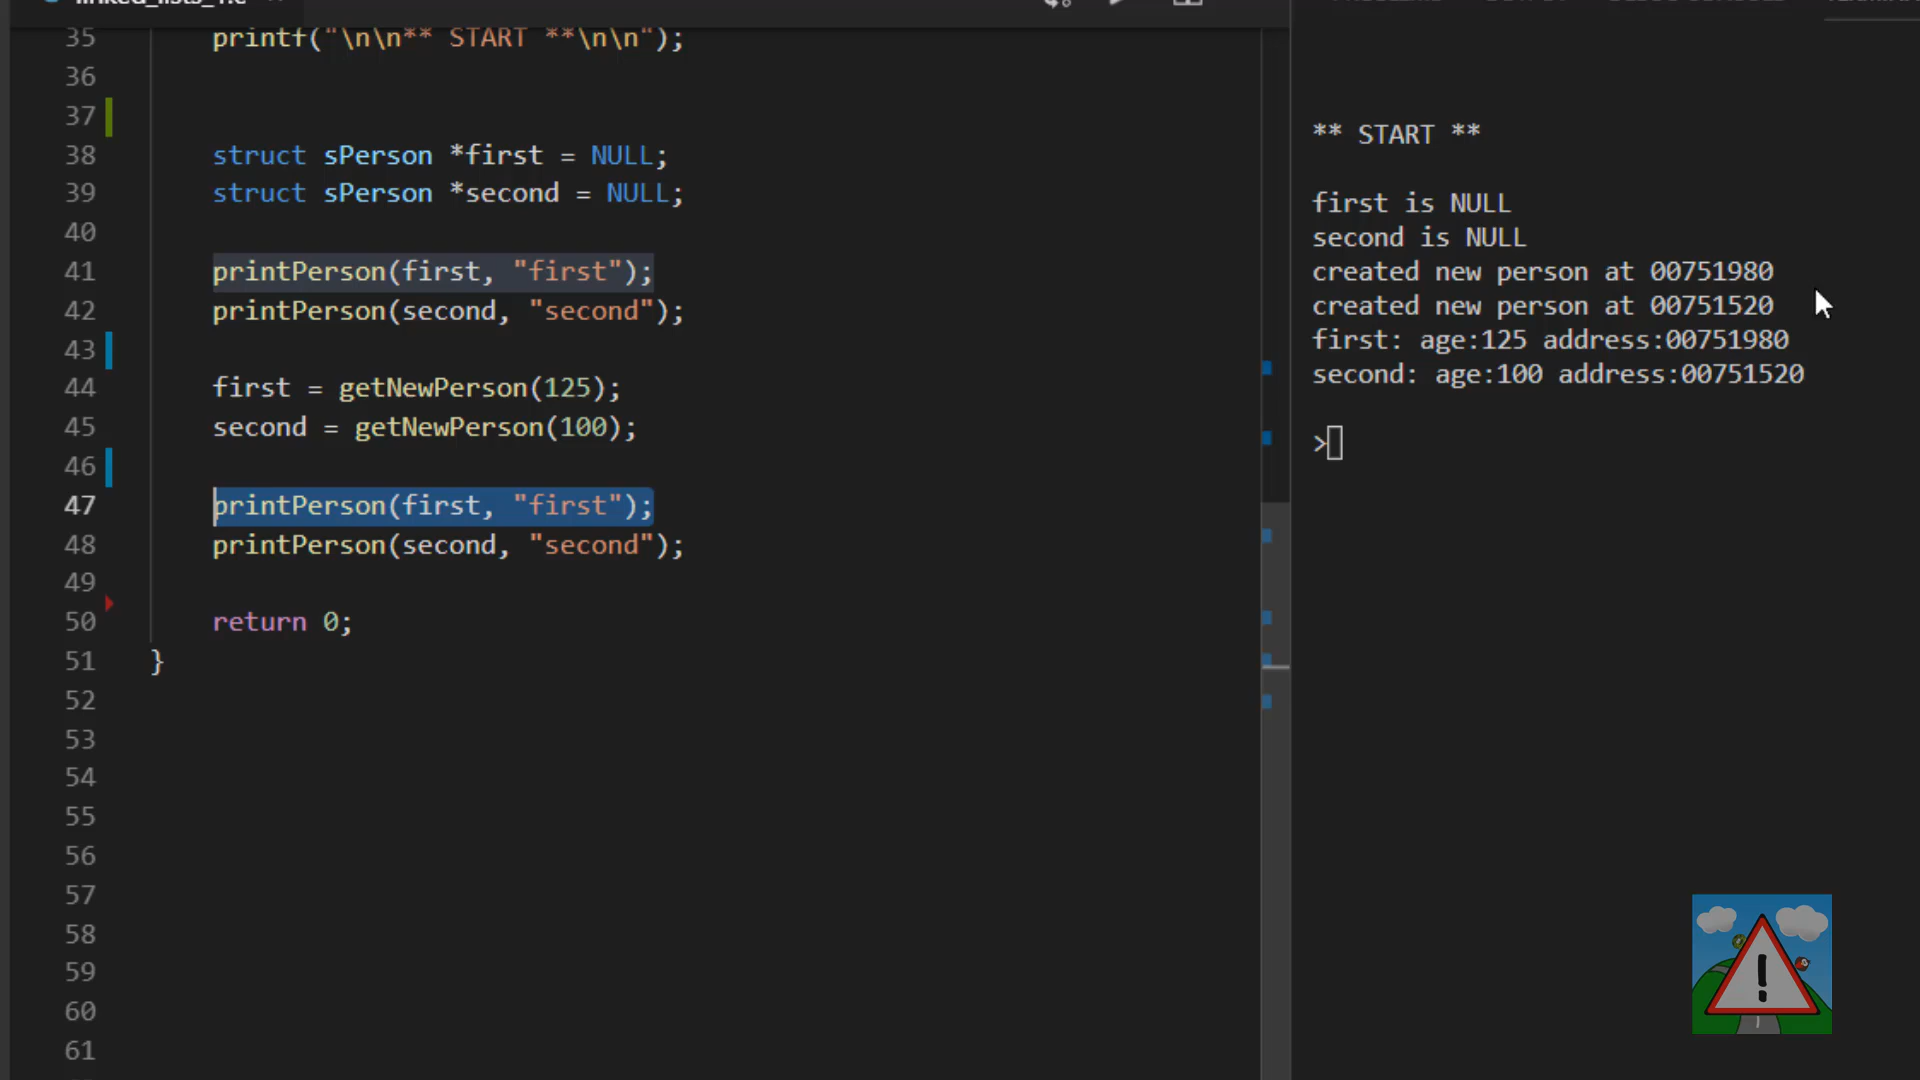 linked_lists_1.c
35 printf("\n\n** START **\n\n");
36
37
38 struct sPerson *first = NULL;
39 struct sPerson *second = NULL;
40
41 printPerson(first, "first");
42 printPerson(second, "second");
43
44 first = getNewPerson(125);
45 second = getNewPerson(100);
46
47 printPerson(first, "first");
48 printPerson(second, "second");
49
50 return 0;
51 }
52
53
54
55
56
57
58
59
60
61
** START **
first is NULL
second is NULL
created new person at 00751980
created new person at 00751520
first: age:125 address:00751980
second: age:100 address:00751520
>
!